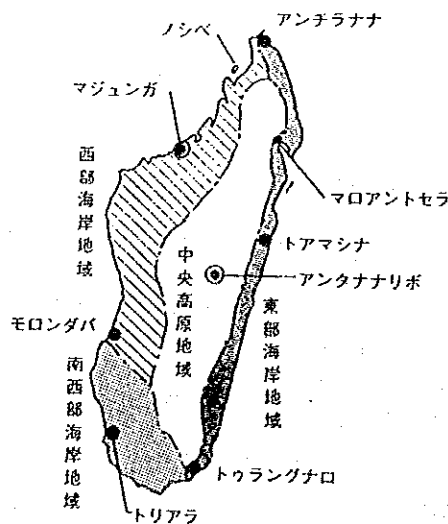 ノシベ
アンチラナナ
マジュンガ
西部海岸地域
マロアントセラ
中央高原地域
トアマシナ
アンタナナリボ
東部海岸地域
モロンダバ
南西部海岸地域
トゥラングナロ
トリアラ